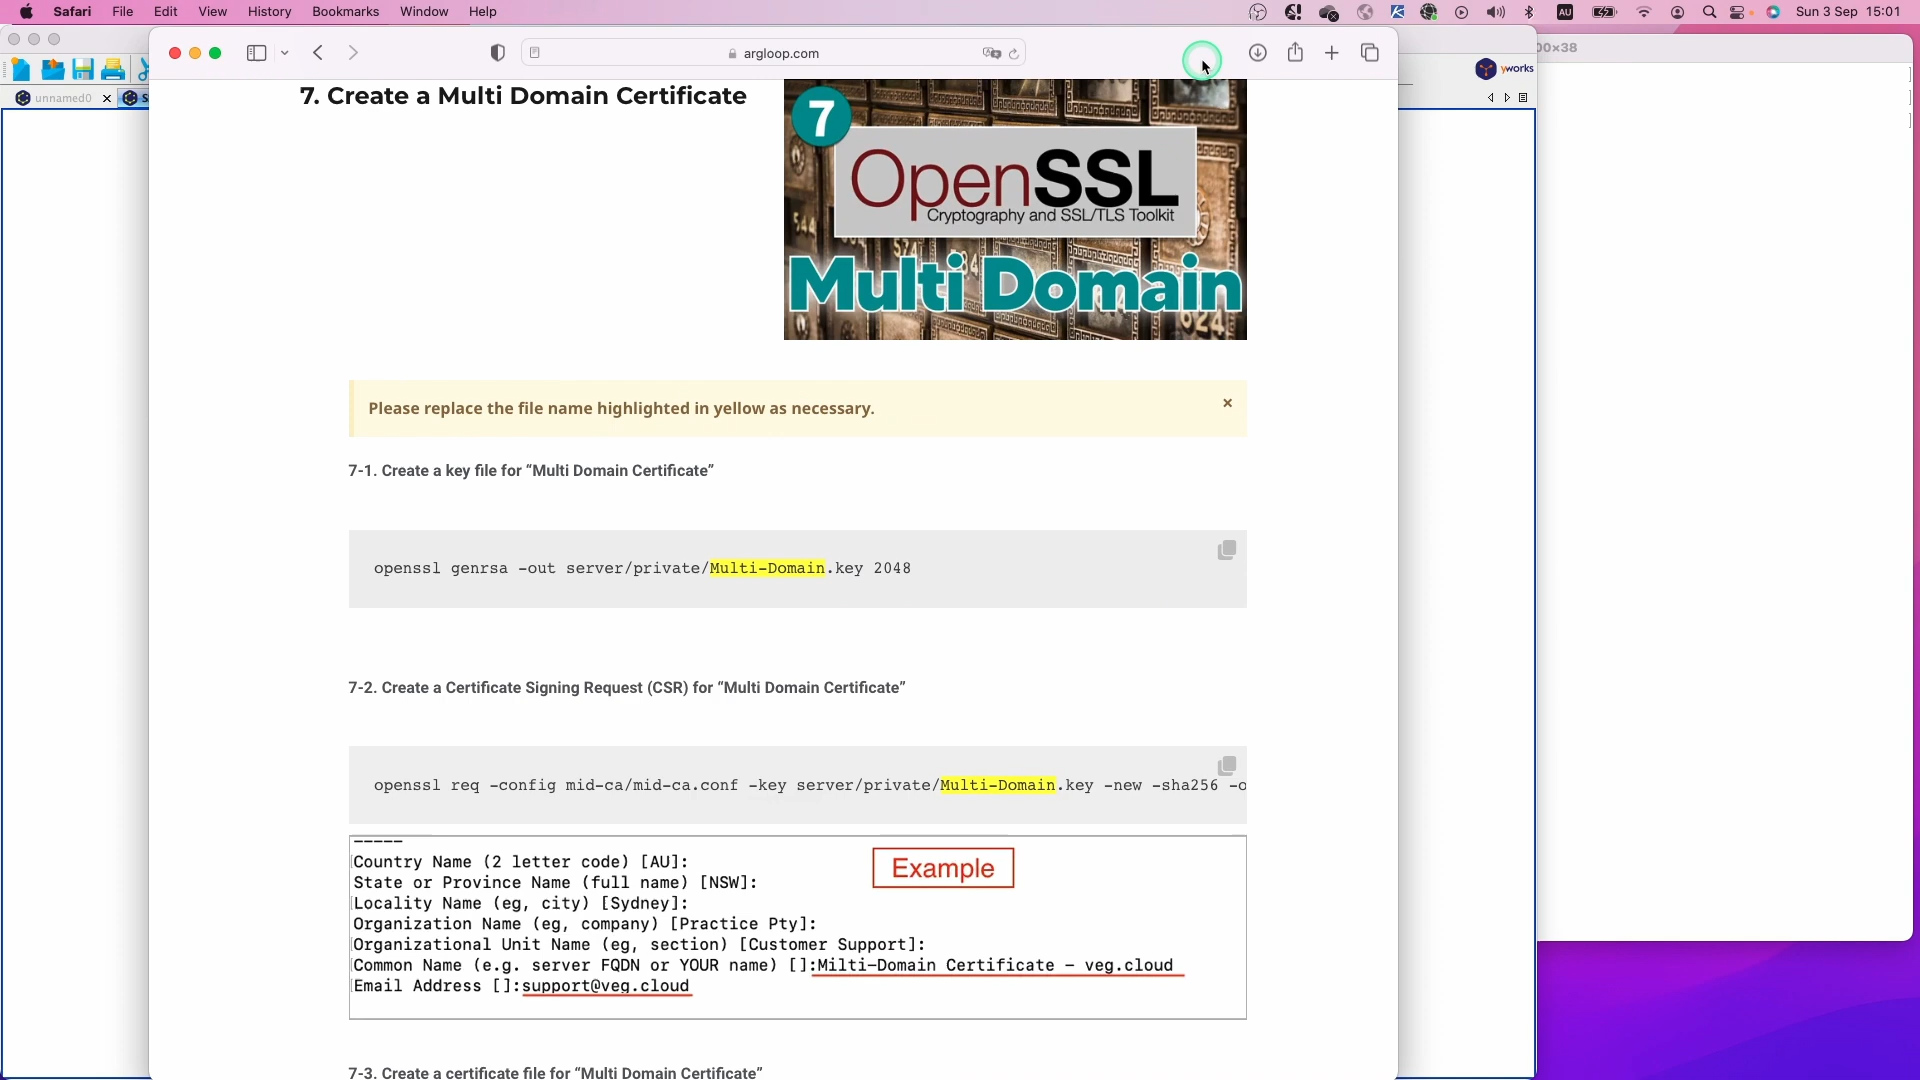 Safari File Edit View History Bookmarks Window Help
AU
Sun 3 Sep 15:01
argloop.com
00×38
yworks
unnamed0
7. Create a Multi Domain Certificate
7
OpenSSL
Cryptography and SSL/TLS Toolkit
Multi Domain
544
574
624
Please replace the file name highlighted in yellow as necessary.
×
7-1. Create a key file for “Multi Domain Certificate”
openssl genrsa -out server/private/Multi-Domain.key 2048
7-2. Create a Certificate Signing Request (CSR) for “Multi Domain Certificate”
openssl req -config mid-ca/mid-ca.conf -key server/private/Multi-Domain.key -new -sha256 -o
-----
Example
Country Name (2 letter code) [AU]:
State or Province Name (full name) [NSW]:
Locality Name (eg, city) [Sydney]:
Organization Name (eg, company) [Practice Pty]:
Organizational Unit Name (eg, section) [Customer Support]:
Common Name (e.g. server FQDN or YOUR name) []:Milti-Domain Certificate - veg.cloud
Email Address []:support@veg.cloud
7-3. Create a certificate file for “Multi Domain Certificate”